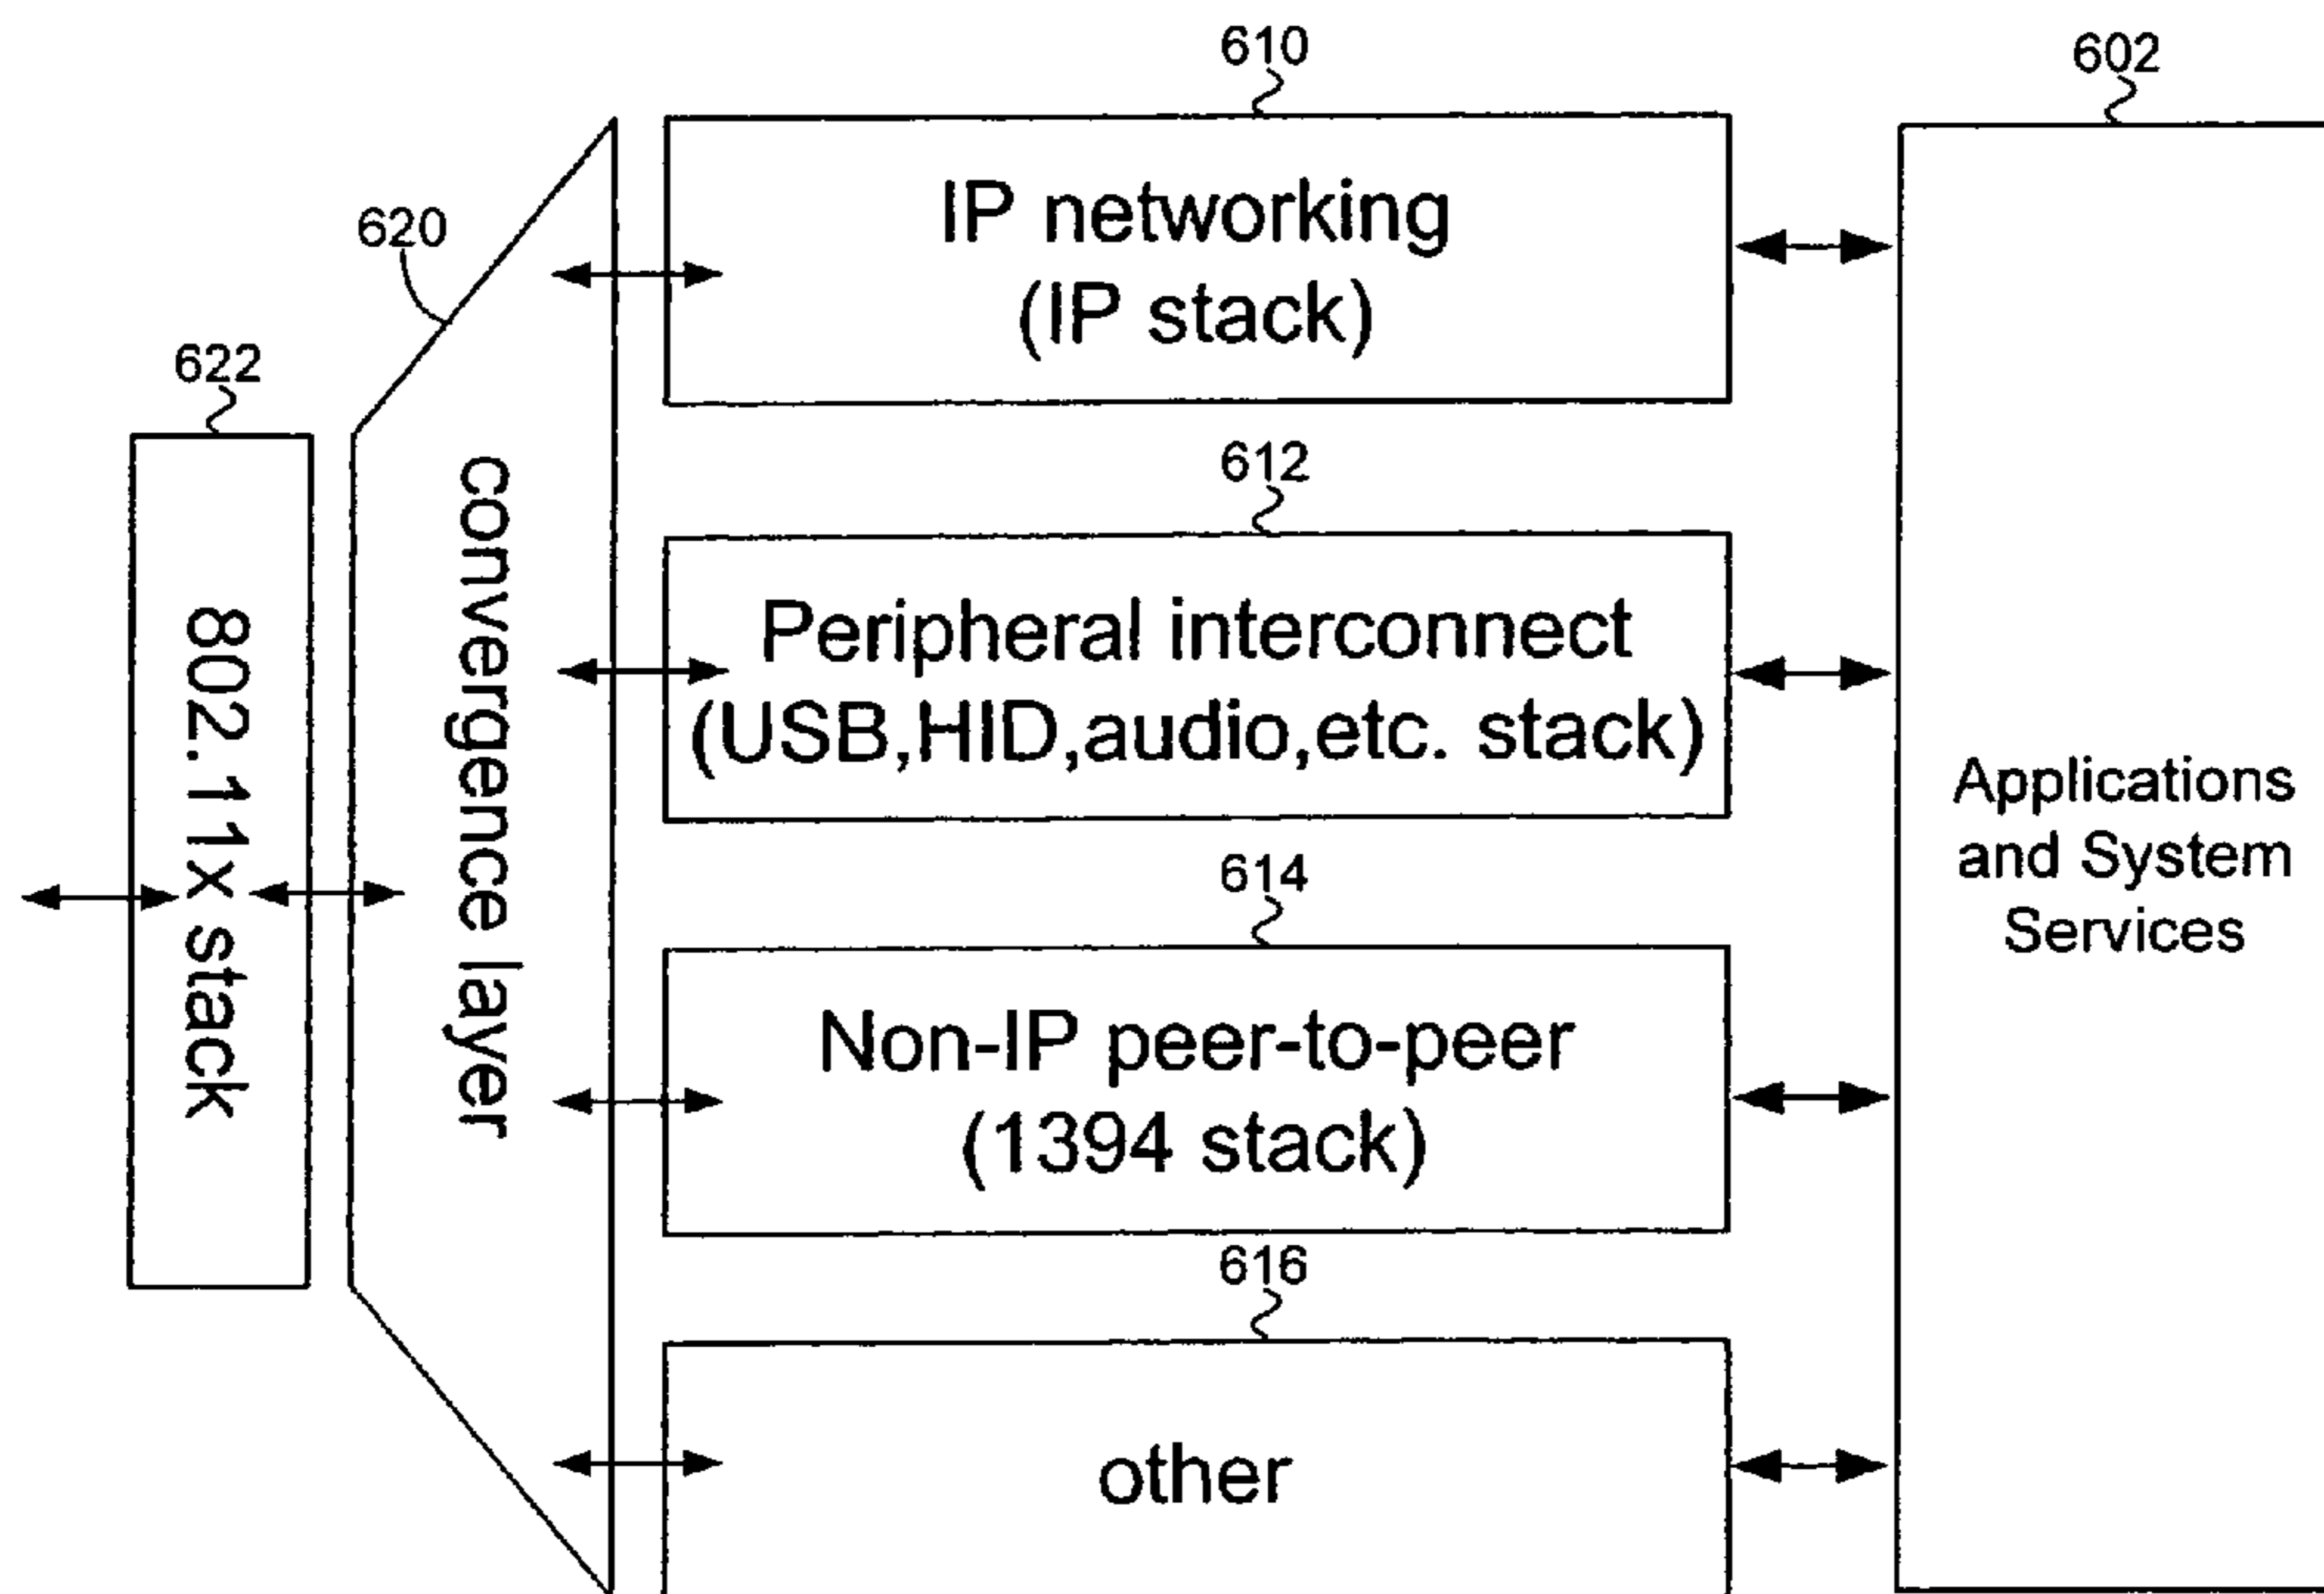 610
602
IP networking
(IP stack)
620
622
612
convergence layer
Peripheral interconnect
(USB,HID,audio,etc. stack)
802.11x stack
Applications
and System
Services
614
Non-IP peer-to-peer
(1394 stack)
616
other